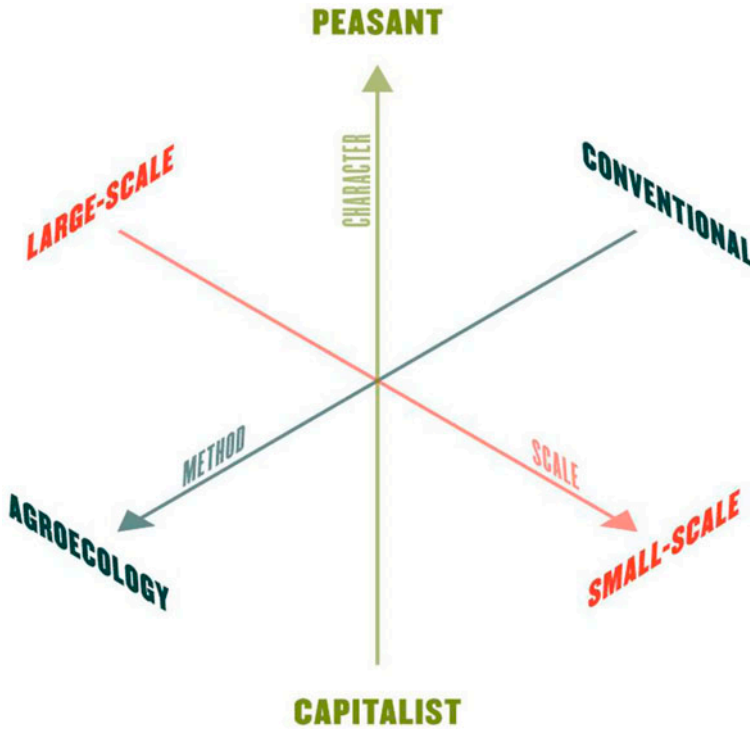 PEASANT
CHARACTER
LARGE-SCALE
CONVENTIONAL
METHOD
SCALE
AGROECOLOGY
SMALL-SCALE
CAPITALIST